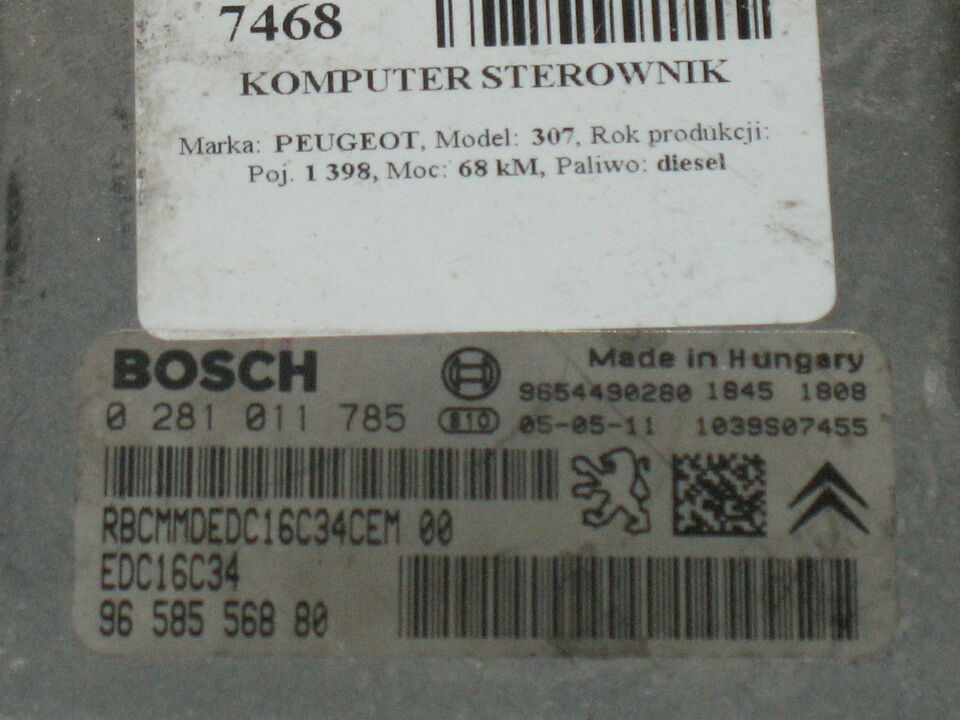 7468
KOMPUTER STEROWNIK
Marka: PEUGEOT, Model: 307, Rok produkcji:
Poj. 1 398, Moc: 68 kM, Paliwo: diesel
BOSCH
Made in Hungary
9654490280 1845 1808
0 281 011 785
810
05-05-11 1039S07455
RBCMMDEDC16C34CEM 00
EDC16C34
96 585 568 80